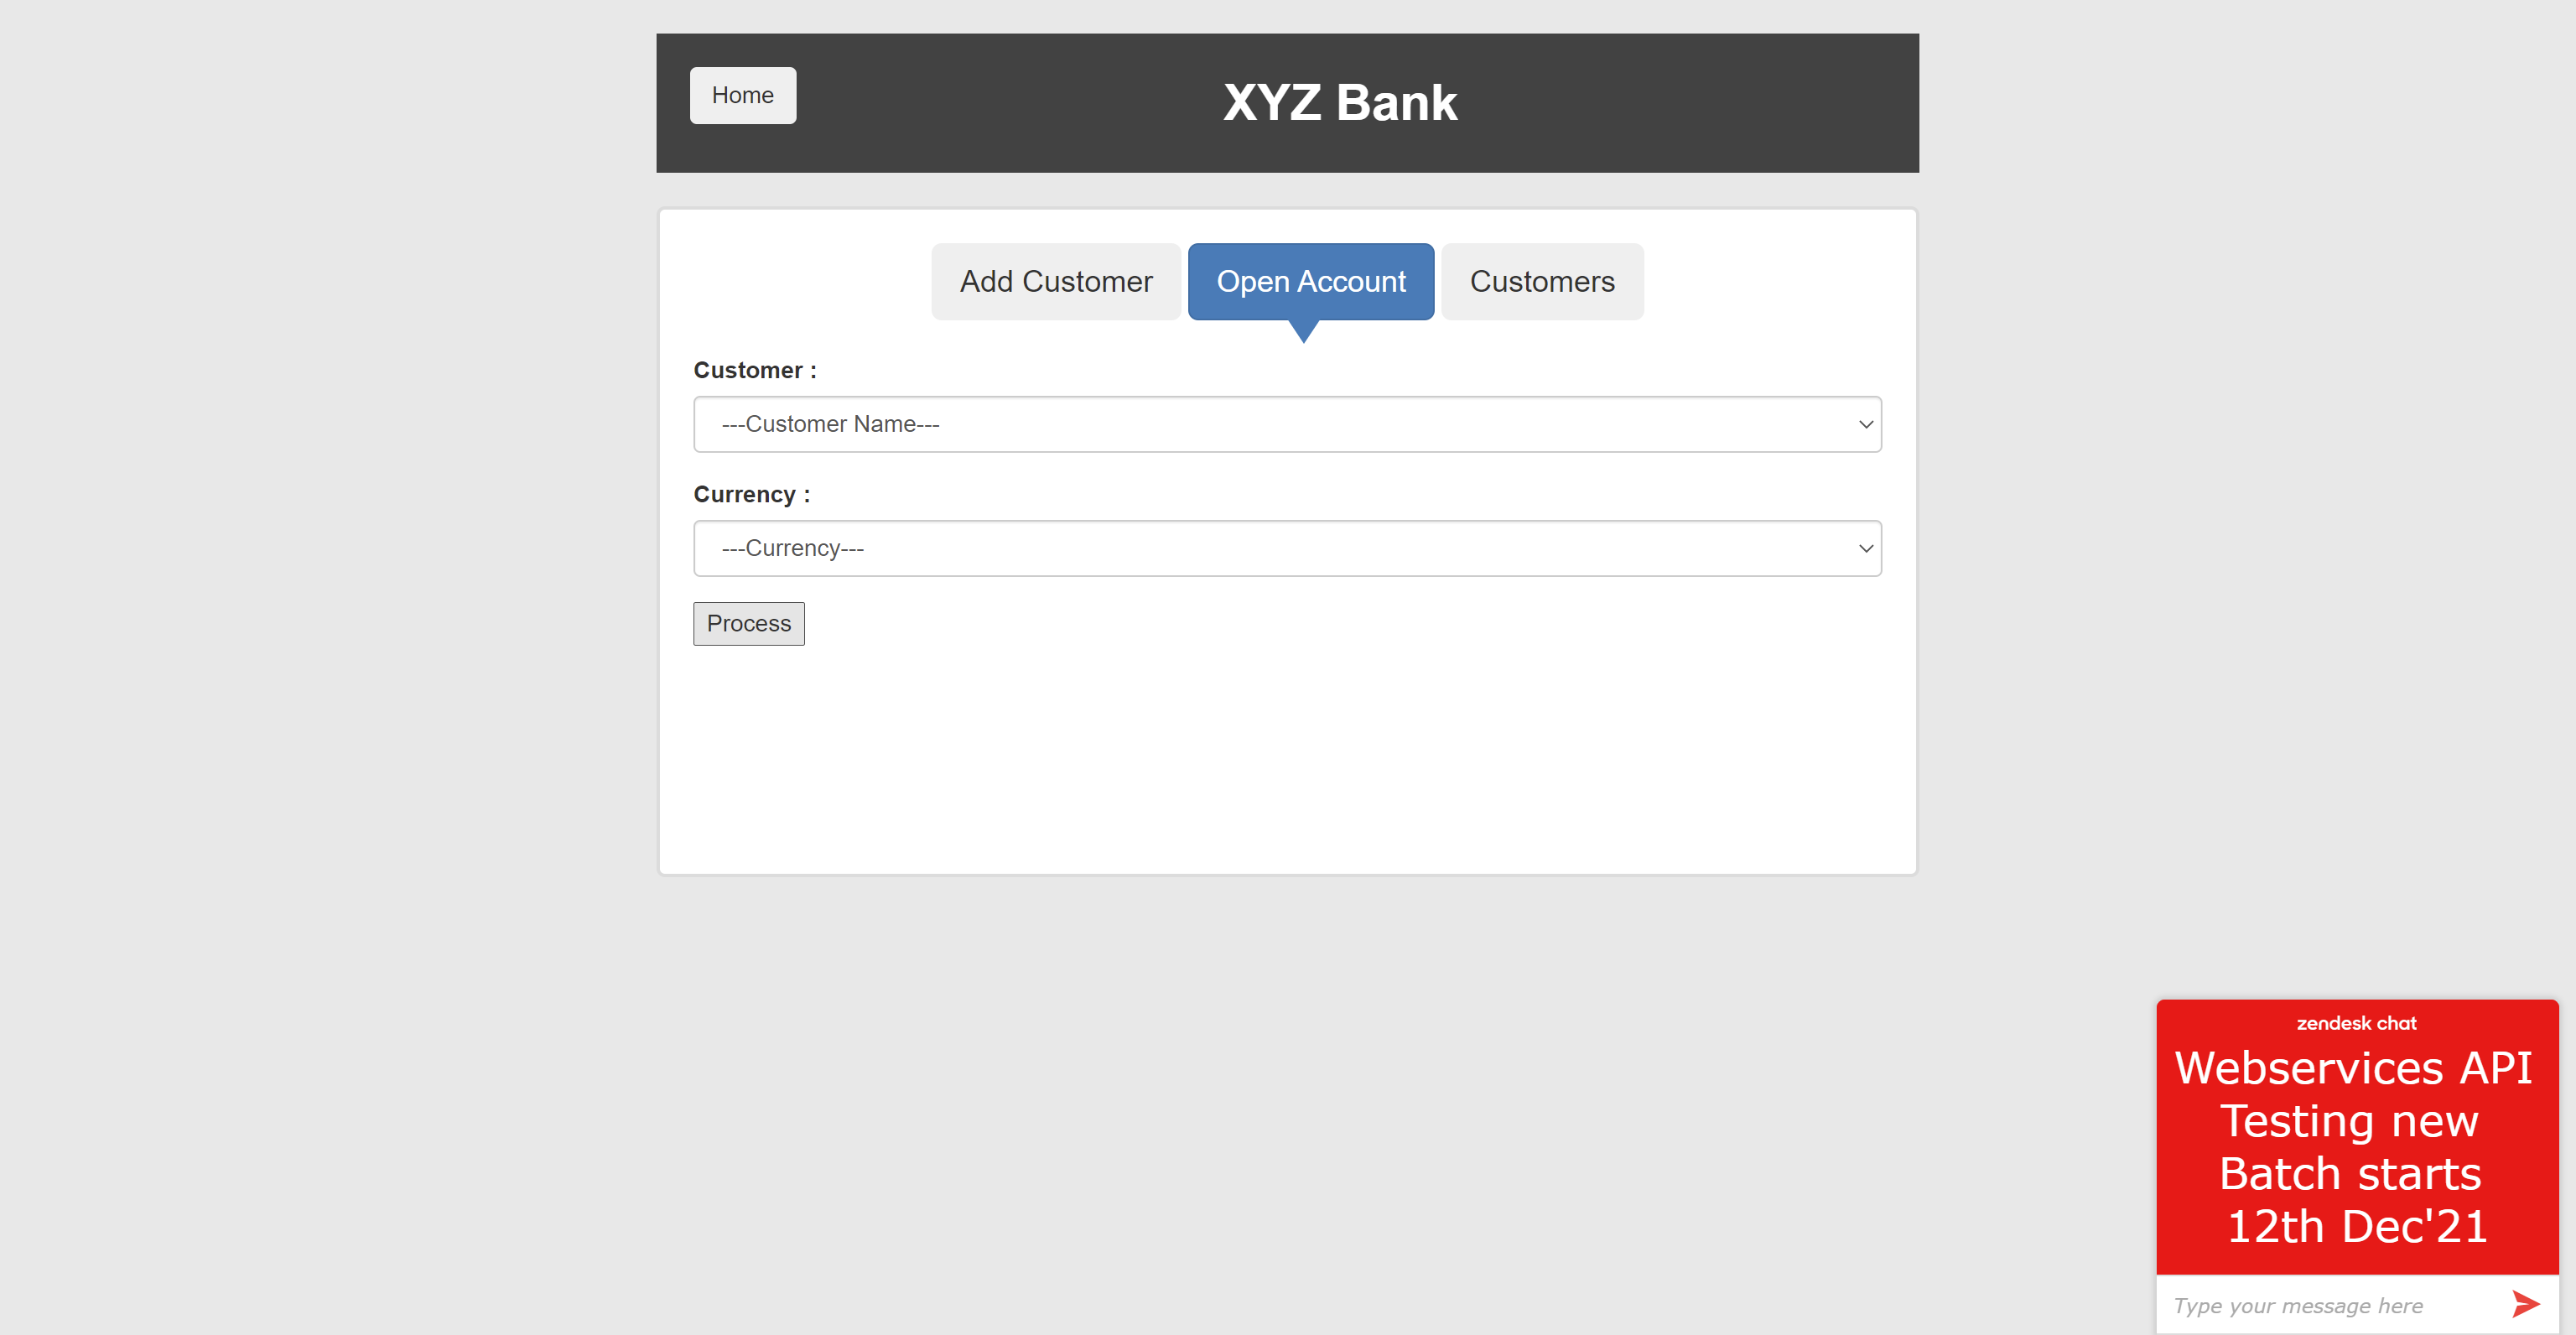 Home
XYZ Bank
Add Customer
Open Account
Customers
Customer :
---Customer Name---
Currency :
---Currency---
Process
zendesk chat
Webservices API
Testing new
Batch starts
12th Dec'21
Type your message here